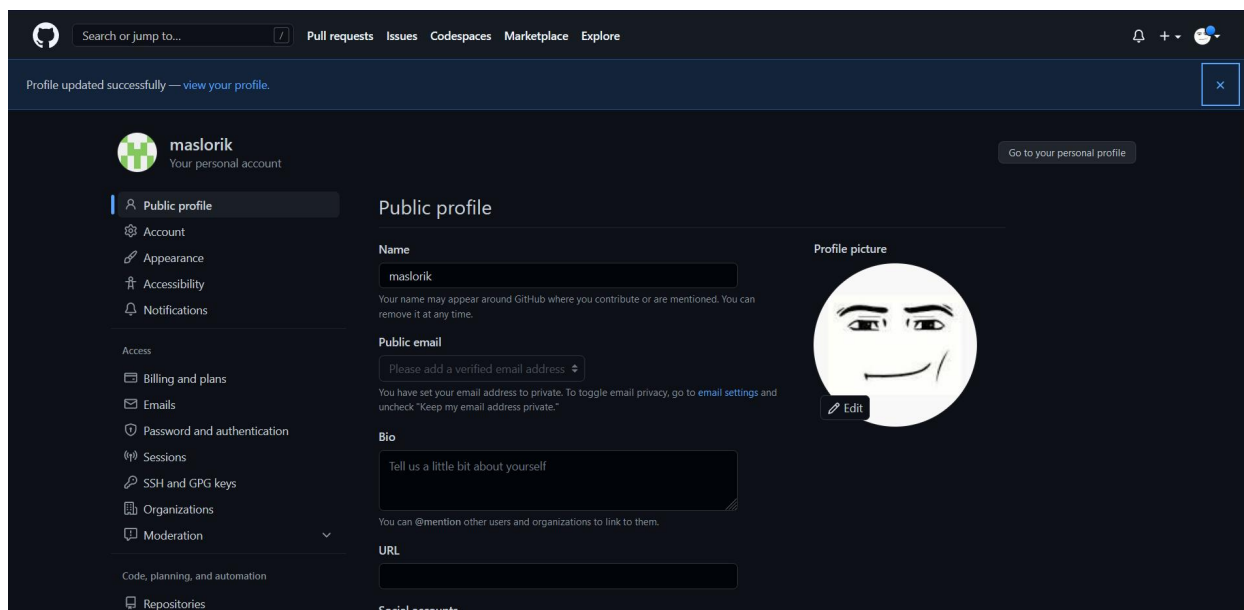 Search or jump to... / Pull requests Issues Codespaces Marketplace Explore
Profile updated successfully — view your profile.
maslorik
Your personal account
Go to your personal profile
Public profile
Account
Appearance
Accessibility
Notifications
Access
Billing and plans
Emails
Password and authentication
Sessions
SSH and GPG keys
Organizations
Moderation
Code, planning, and automation
Repositories
Public profile
Name
maslorik
Your name may appear around GitHub where you contribute or are mentioned. You can
remove it at any time.
Public email
Please add a verified email address
You have set your email address to private. To toggle email privacy, go to email settings and
uncheck "Keep my email address private."
Bio
Tell us a little bit about yourself
You can @mention other users and organizations to link to them.
URL
Social accounts
Profile picture
Edit